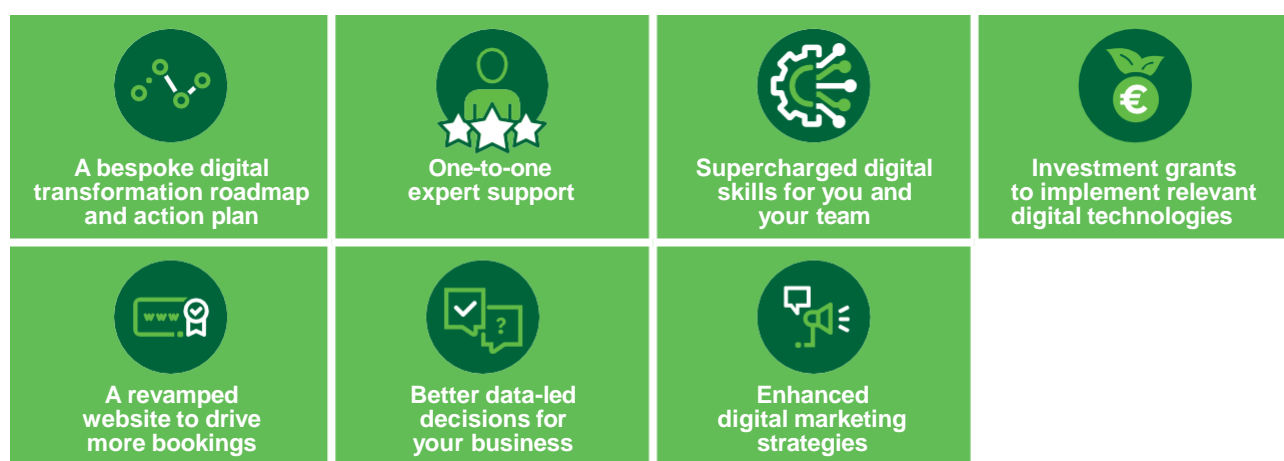 A bespoke digital
transformation roadmap
and action plan
One-to-one
expert support
Supercharged digital
skills for you and
your team
€
Investment grants
to implement relevant
digital technologies
www
A revamped
website to drive
more bookings
?
Better data-led
decisions for
your business
Enhanced
digital marketing
strategies